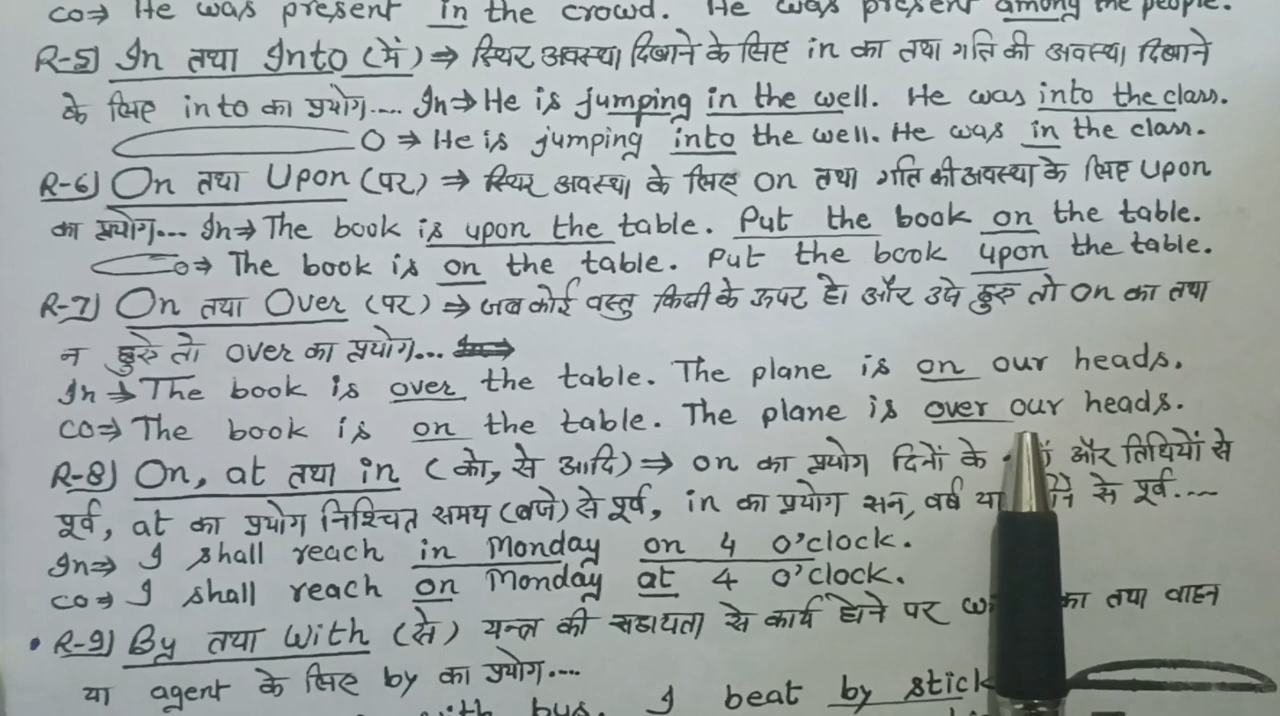 co⇒ He was present in the crowd. He was present among the people.
R-5) In तथा Into (में) ⇒ स्थिर अवस्था दिखाने के लिए in का तथा गति की अवस्था दिखाने
के लिए into का प्रयोग.... In⇒ He is jumping in the well. He was into the class.
O ⇒ He is jumping into the well. He was in the class.
R-6) On तथा Upon (पर) ⇒ स्थिर अवस्था के लिए on तथा गति की अवस्था के लिए upon
का प्रयोग... In⇒ The book is upon the table. Put the book on the table.
o⇒ The book is on the table. Put the book upon the table.
R-7) On तथा Over (पर) ⇒ जब कोई वस्तु किसी के ऊपर हो और उसे छुए तो on का तथा
न छुए तो over का प्रयोग...
In⇒ The book is over the table. The plane is on our heads.
co⇒ The book is on the table. The plane is over our heads.
R-8) On, at तथा in (को, से आदि) ⇒ on का प्रयोग दिनों के और तिथियों से
पूर्व, at का प्रयोग निश्चित समय (बजे) से पूर्व, in का प्रयोग सन, वर्ष या से पूर्व....
In⇒ I shall reach in Monday on 4 o'clock.
co⇒ I shall reach on Monday at 4 o'clock.
• R-9) By तथा With (से) यन्त्र की सहायता से कार्य होने पर का तथा वाहन
या agent के लिए by का प्रयोग....
bus. I beat by stick